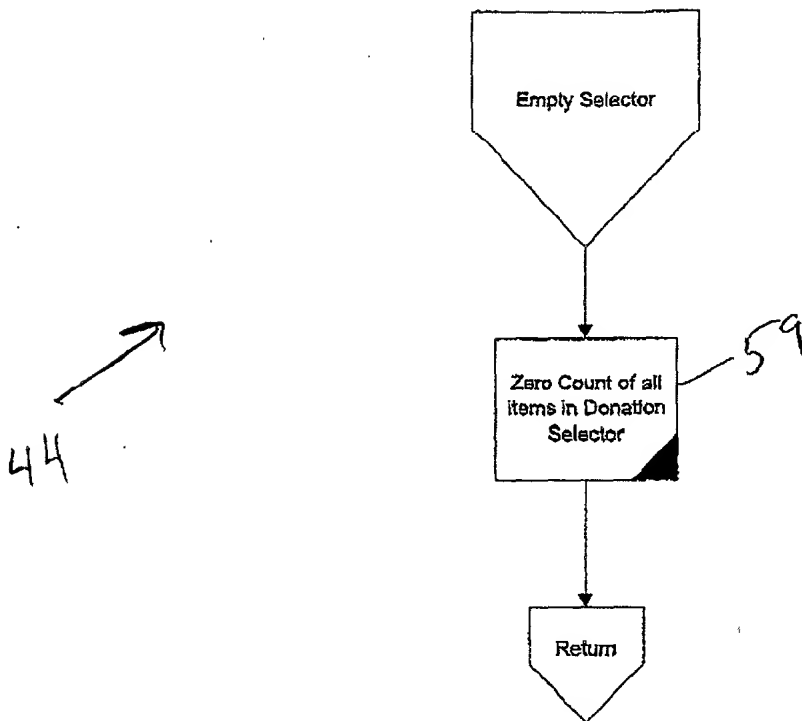 Empty Selector
Zero Count of all
items in Donation
Selector
59
44
Return